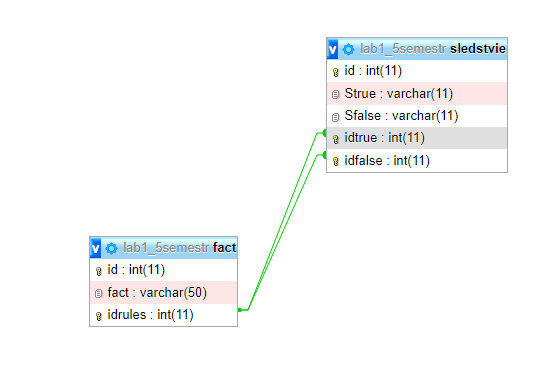 lab1_5semestr sledstvie
id : int(11)
Strue : varchar(11)
Sfalse : varchar(11)
idtrue : int(11)
idfalse : int(11)
v lab1_5semestr fact
id : int(11)
fact : varchar(50)
idrules : int(11)